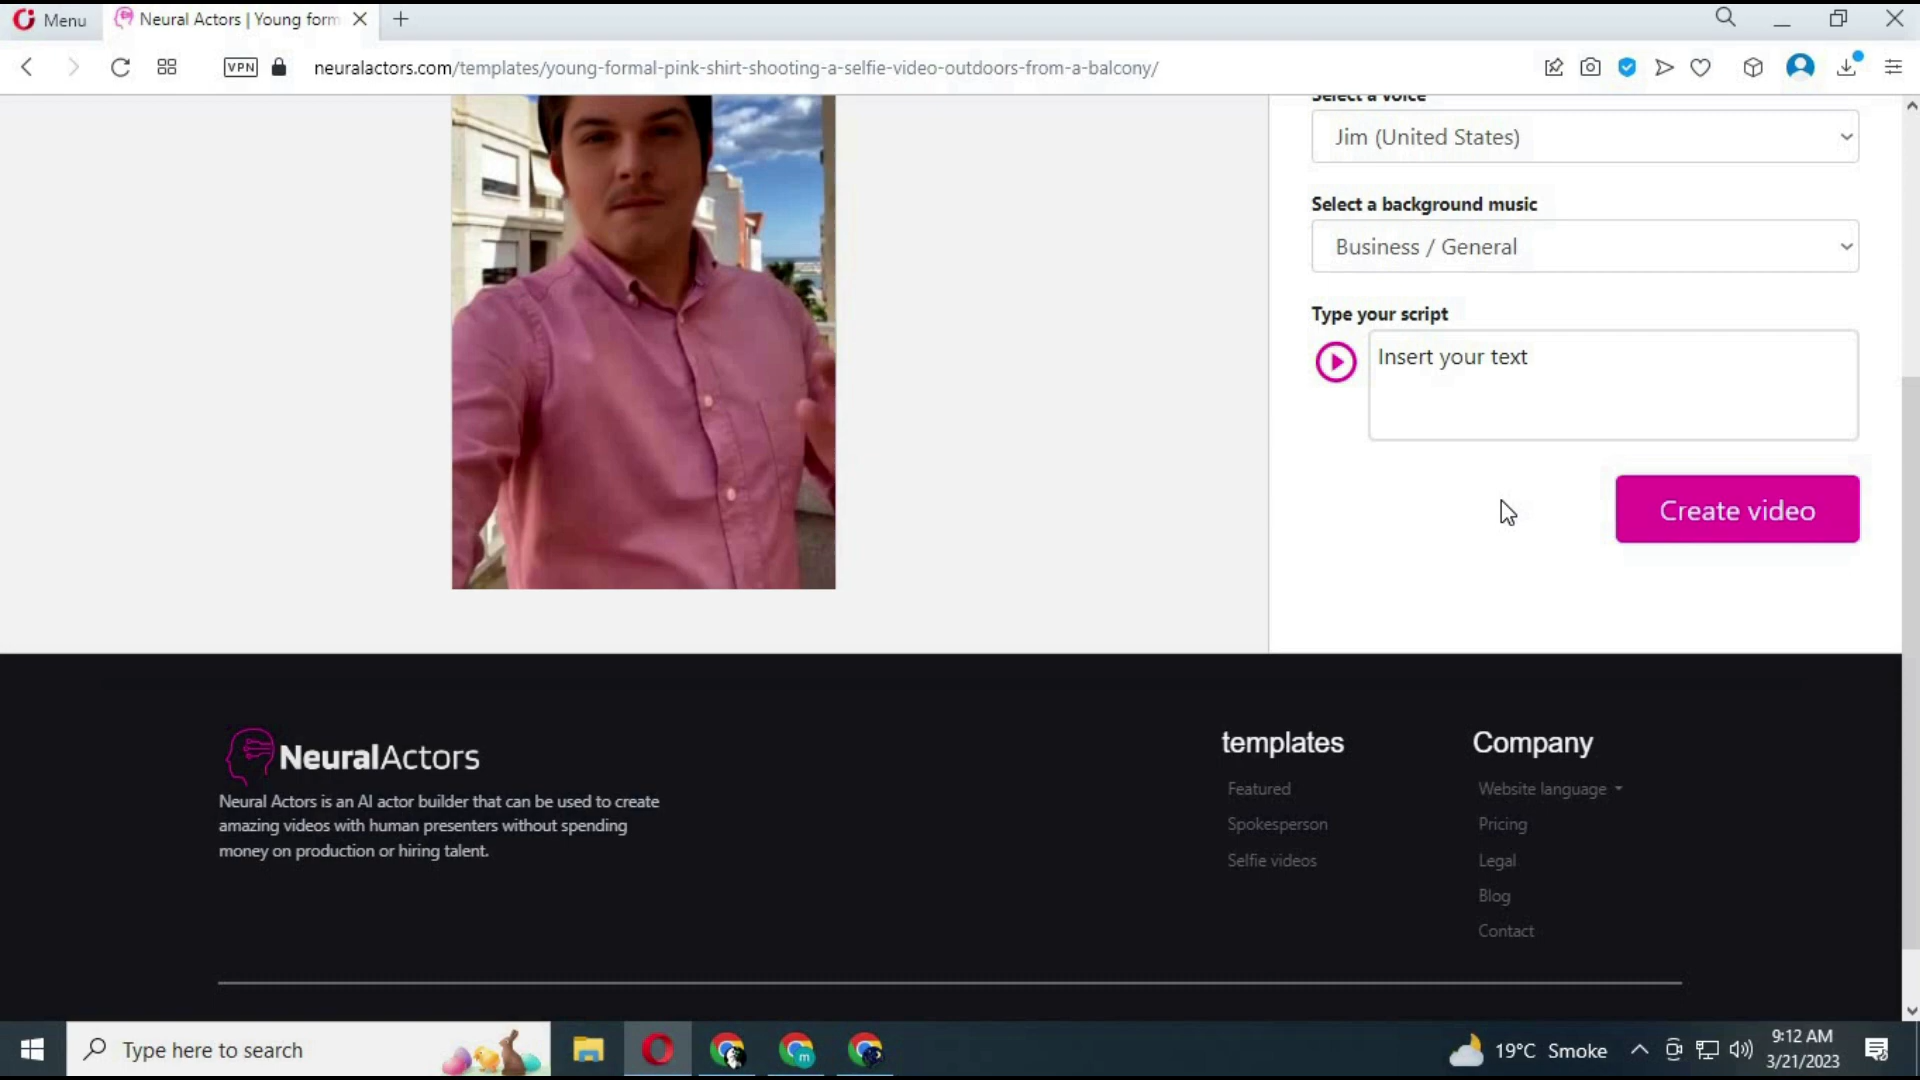 Menu
Neural Actors | Young form
VPN
neuralactors.com/templates/young-formal-pink-shirt-shooting-a-selfie-video-outdoors-from-a-balcony/
Select a voice
Jim (United States)
Select a background music
Business / General
Type your script
Insert your text
Create video
NeuralActors
Neural Actors is an AI actor builder that can be used to create
amazing videos with human presenters without spending
money on production or hiring talent.
templates
Featured
Spokesperson
Selfie videos
Company
Website language
Pricing
Legal
Blog
Contact
Type here to search
m
19°C Smoke
9:12 AM
3/21/2023